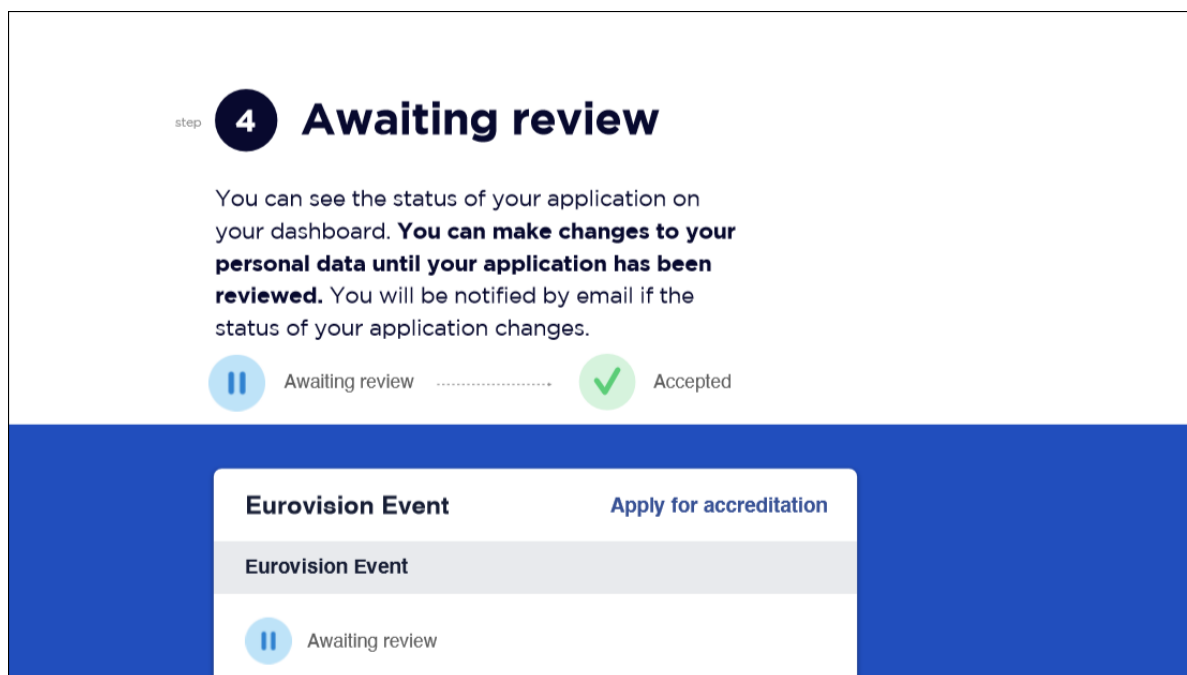 step 4 Awaiting review
You can see the status of your application on
your dashboard. You can make changes to your
personal data until your application has been
reviewed. You will be notified by email if the
status of your application changes.
Awaiting review Accepted
Eurovision Event Apply for accreditation
Eurovision Event
Awaiting review